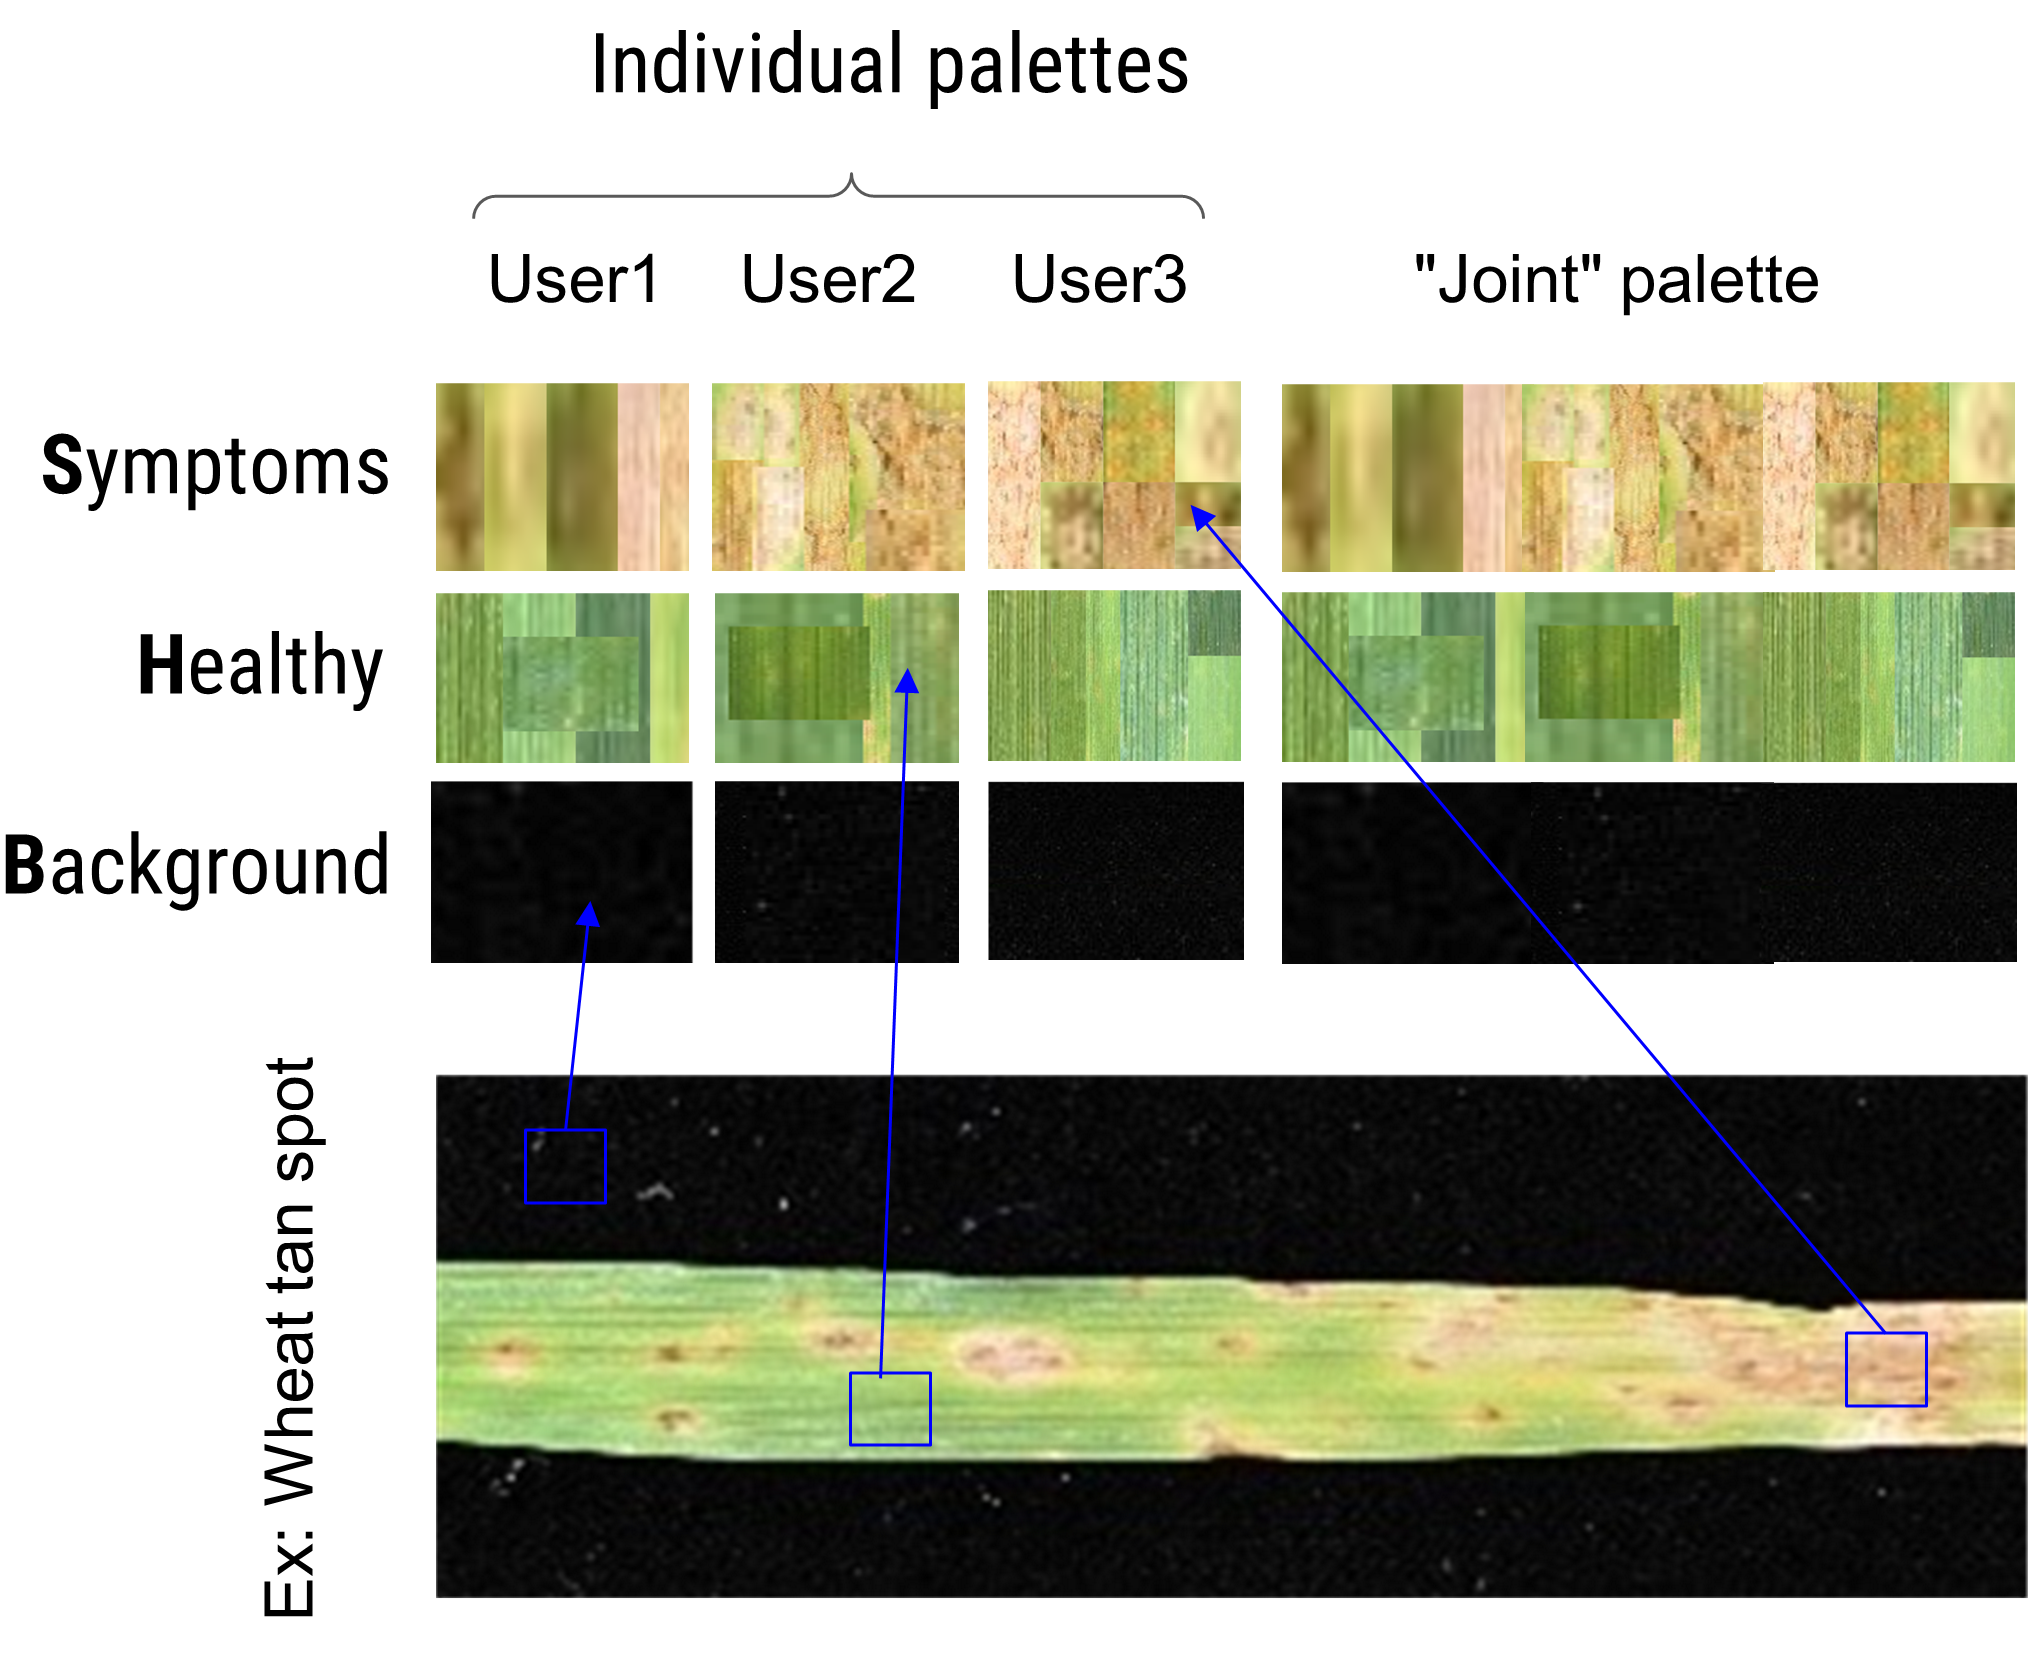 Individual palettes
User1 User2 User3 "Joint" palette
Symptoms
Healthy
Background
Ex: Wheat tan spot